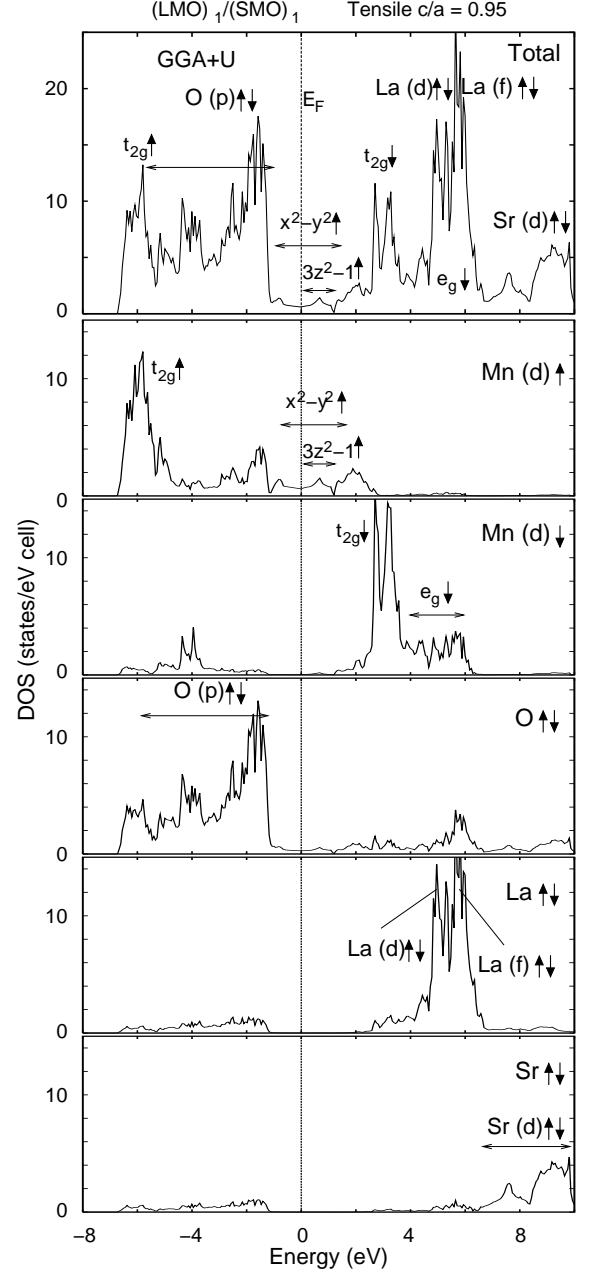 (LMO) 1/(SMO) 1 Tensile c/a = 0.95
GGA+U Total
O (p)↑↓ E_F La (d)↑↓ La (f)↑↓
t2g↑ t2g↓
x²−y²↑ Sr (d)↑↓
3z²−1↑ eg↓
20
10
0
Mn (d)↑
t2g↑
x²−y²↑
3z²−1↑
10
0
Mn (d)↓
t2g↓
eg↓
10
0
O (p)↑↓ O↑↓
10
0
La↑↓
La (d)↑↓ La (f)↑↓
10
0
Sr↑↓
Sr (d)↑↓
10
0
DOS (states/eV cell)
−8 −4 0 4 8
Energy (eV)